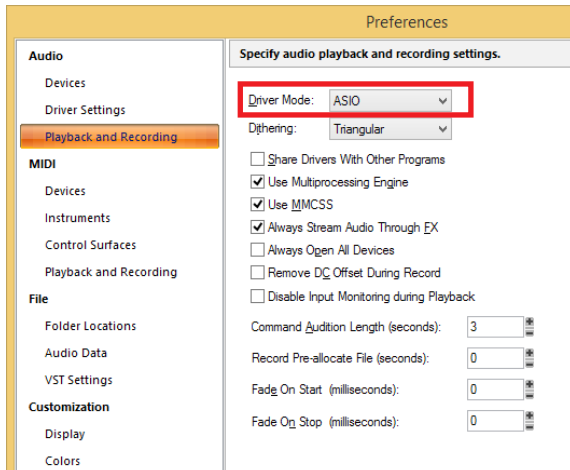 Preferences
Audio
Devices
Driver Settings
Playback and Recording
MIDI
Devices
Instruments
Control Surfaces
Playback and Recording
File
Folder Locations
Audio Data
VST Settings
Customization
Display
Colors
Specify audio playback and recording settings.
Driver Mode: ASIO
Dithering: Triangular
Share Drivers With Other Programs
Use Multiprocessing Engine
Use MMCSS
Always Stream Audio Through FX
Always Open All Devices
Remove DC Offset During Record
Disable Input Monitoring during Playback
Command Audition Length (seconds): 3
Record Pre-allocate File (seconds): 0
Fade On Start (milliseconds): 0
Fade On Stop (milliseconds): 0